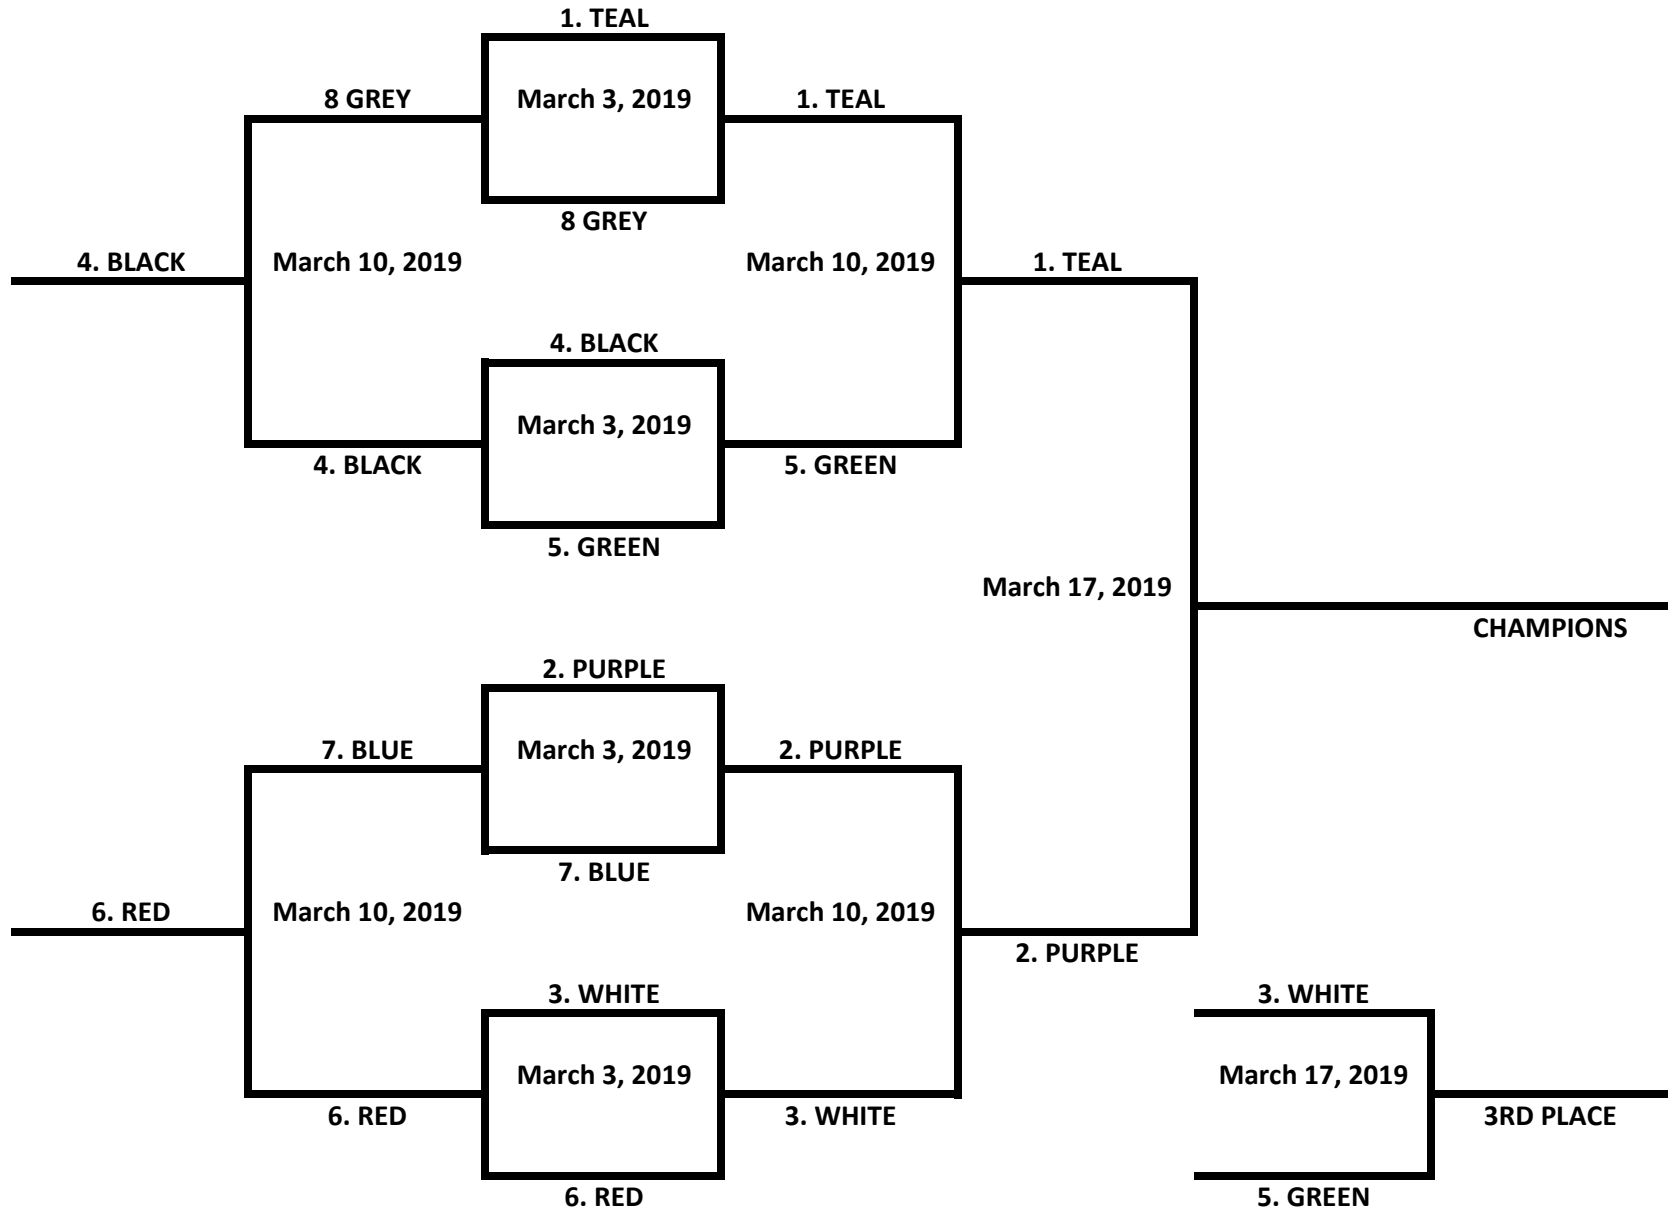 1. TEAL
8 GREY
March 3, 2019
1. TEAL
8 GREY
4. BLACK
March 10, 2019
March 10, 2019
1. TEAL
4. BLACK
March 3, 2019
4. BLACK
5. GREEN
5. GREEN
March 17, 2019
CHAMPIONS
2. PURPLE
7. BLUE
March 3, 2019
2. PURPLE
7. BLUE
6. RED
March 10, 2019
March 10, 2019
2. PURPLE
3. WHITE
3. WHITE
March 3, 2019
March 17, 2019
6. RED
3. WHITE
3RD PLACE
6. RED
5. GREEN